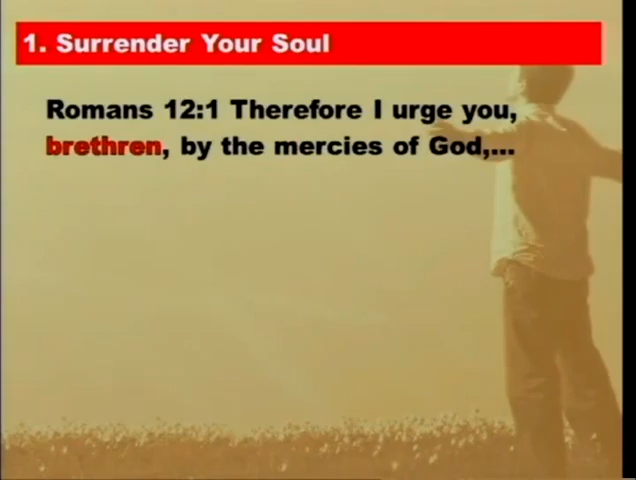 1. Surrender Your Soul
Romans 12:1 Therefore I urge you,
brethren, by the mercies of God,...